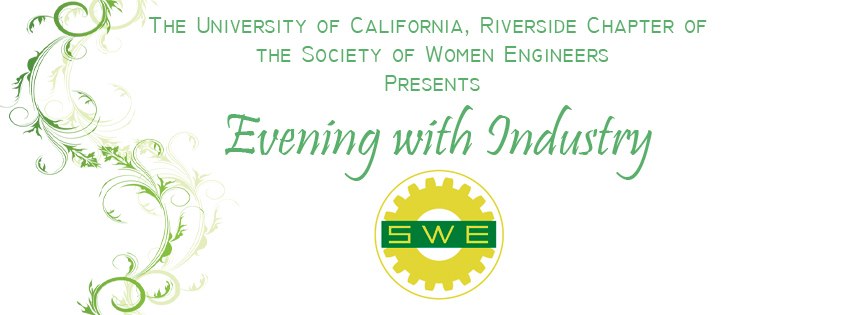 The University of California, Riverside Chapter of
the Society of Women Engineers
Presents
Evening with Industry
SWE